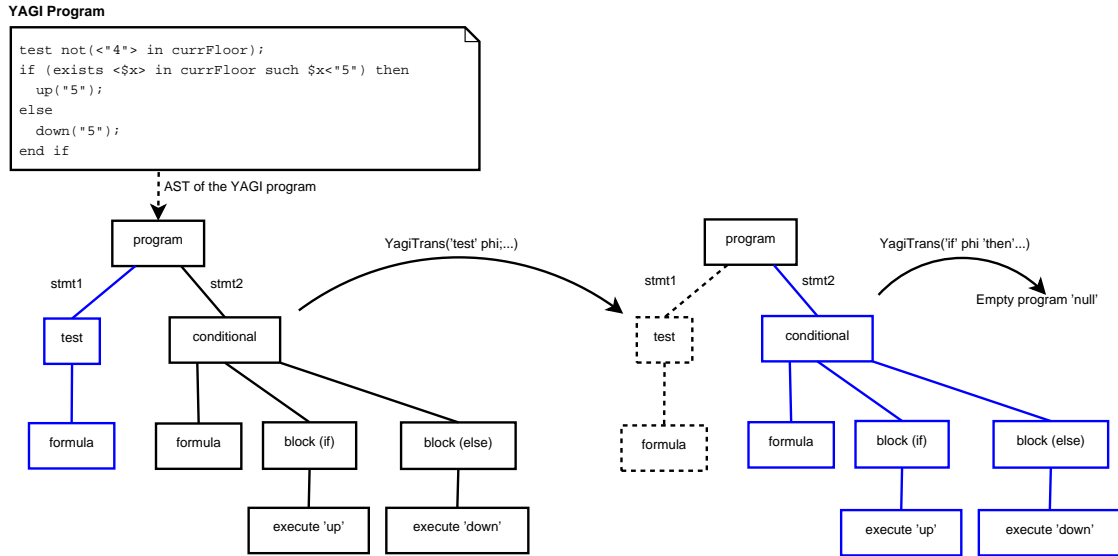 YAGI Program
test not(<"4"> in currFloor);
if (exists <$x> in currFloor such $x<"5") then
up("5");
else
down("5");
end if
AST of the YAGI program
program
YagiTrans('test' phi;...)
program
YagiTrans('if' phi 'then'...)
stmt1
stmt2
stmt1
stmt2
Empty program 'null'
test
conditional
test
conditional
formula
formula
block (if)
block (else)
formula
formula
block (if)
block (else)
execute 'up'
execute 'down'
execute 'up'
execute 'down'